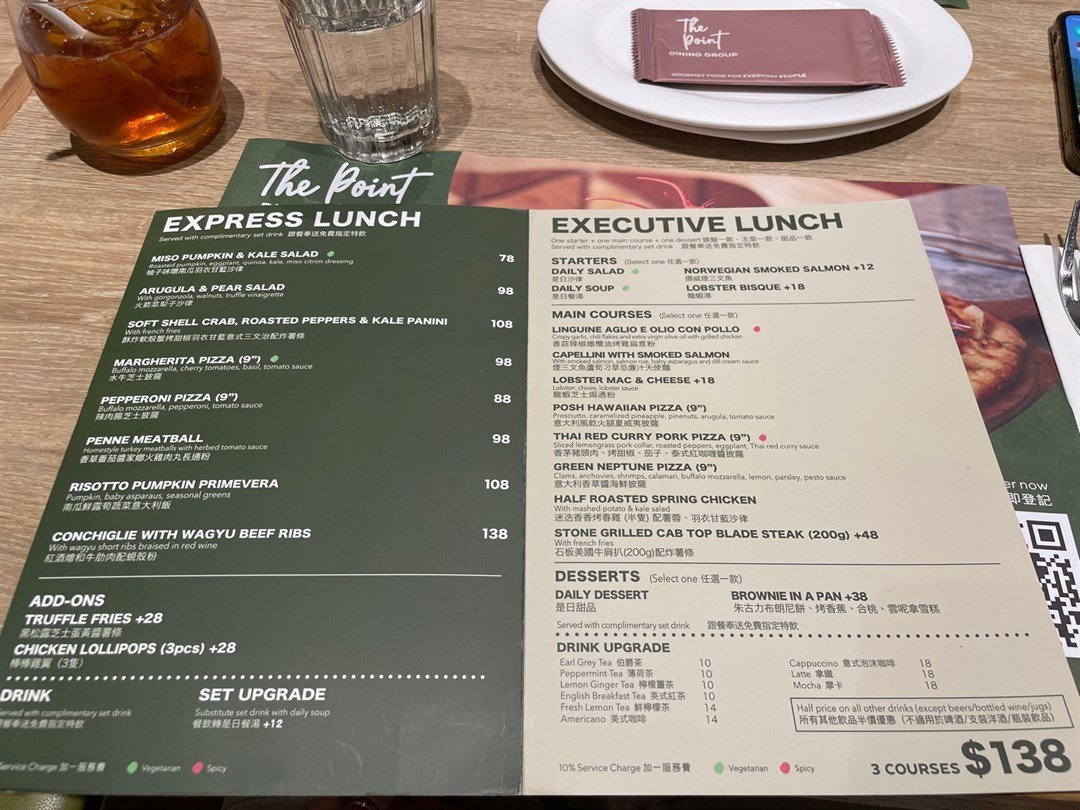 The Point
DINING GROUP
GOURMET FOOD FOR EVERYDAY PEOPLE
The Point
EXPRESS LUNCH
Served with complimentary set drink 跟餐奉送免費指定特飲
MISO PUMPKIN & KALE SALAD 78
Roasted pumpkin, eggplant, quinoa, kale, miso citron dressing
柚子味噌南瓜羽衣甘藍沙律
ARUGULA & PEAR SALAD 98
With gorgonzola, walnuts, truffle vinaigrette
火箭菜梨子沙律
SOFT SHELL CRAB, ROASTED PEPPERS & KALE PANINI 108
With french fries
酥炸軟殼蟹烤甜椒羽衣甘藍意式三文治配炸薯條
MARGHERITA PIZZA (9") 98
Buffalo mozzarella, cherry tomatoes, basil, tomato sauce
水牛芝士披薩
PEPPERONI PIZZA (9") 88
Buffalo mozzarella, pepperoni, tomato sauce
辣肉腸芝士披薩
PENNE MEATBALL 98
Homestyle turkey meatballs with herbed tomato sauce
香草番茄醬家鄉火雞肉丸長通粉
RISOTTO PUMPKIN PRIMEVERA 108
Pumpkin, baby asparaus, seasonal greens
南瓜鮮露筍蔬菜意大利飯
CONCHIGLIE WITH WAGYU BEEF RIBS 138
With wagyu short ribs braised in red wine
紅酒燴和牛肋肉配蜆殼粉
ADD-ONS
TRUFFLE FRIES +28
黑松露芝士蛋黃醬薯條
CHICKEN LOLLIPOPS (3pcs) +28
棒棒雞翼（3隻）
DRINK
Served with complimentary set drink
跟餐奉送免費指定特飲
SET UPGRADE
Substitute set drink with daily soup
餐飲轉是日餐湯 +12
Service Charge 加一服務費
Vegetarian
Spicy
EXECUTIVE LUNCH
One starter + one main course + one dessert 頭盤一款、主菜一款、甜品一款
Served with complimentary set drink 跟餐奉送免費指定特飲
STARTERS (Select one 任選一款)
DAILY SALAD
是日沙律
NORWEGIAN SMOKED SALMON +12
挪威煙三文魚
DAILY SOUP
是日餐湯
LOBSTER BISQUE +18
龍蝦湯
MAIN COURSES (Select one 任選一款)
LINGUINE AGLIO E OLIO CON POLLO
Crispy garlic, chili flakes and extra virgin olive oil with grilled chicken
香蒜辣椒欖油烤雞扁意粉
CAPELLINI WITH SMOKED SALMON
With smoked salmon, salmon roe, baby asparagus and dill cream sauce
煙三文魚蘆筍刁草忌廉汁天使麵
LOBSTER MAC & CHEESE +18
Lobster, chives, lobster sauce
龍蝦芝士焗通粉
POSH HAWAIIAN PIZZA (9")
Prosciutto, caramelized pineapple, pinenuts, arugula, tomato sauce
意大利風乾火腿夏威夷披薩
THAI RED CURRY PORK PIZZA (9")
Sliced lemongrass pork collar, roasted peppers, eggplant, Thai red curry sauce
香茅豬頸肉、烤甜椒、茄子、泰式紅咖喱醬披薩
GREEN NEPTUNE PIZZA (9")
Clams, anchovies, shrimps, calamari, buffalo mozzarella, lemon, parsley, pesto sauce
意大利香草醬海鮮披薩
HALF ROASTED SPRING CHICKEN
With mashed potato & kale salad
迷迭香香烤春雞 (半隻) 配薯蓉、羽衣甘藍沙律
STONE GRILLED CAB TOP BLADE STEAK (200g) +48
With french fries
石板美國牛肩扒(200g)配炸薯條
DESSERTS (Select one 任選一款)
DAILY DESSERT
是日甜品
BROWNIE IN A PAN +38
朱古力布朗尼餅、烤香蕉、合桃、雲呢拿雪糕
Served with complimentary set drink 跟餐奉送免費指定特飲
DRINK UPGRADE
Earl Grey Tea 伯爵茶 10
Peppermint Tea 薄荷茶 10
Lemon Ginger Tea 檸檬薑茶 10
English Breakfast Tea 英式紅茶 10
Fresh Lemon Tea 鮮檸檬茶 14
Americano 美式咖啡 14
Cappuccino 意式泡沫咖啡 18
Latte 拿鐵 18
Mocha 摩卡 18
Half price on all other drinks (except beers/bottled wine/jugs)
所有其他飲品半價優惠（不適用於啤酒/支裝洋酒/瓶裝飲品）
10% Service Charge 加一服務費
Vegetarian
Spicy
3 COURSES $138
now
即登記